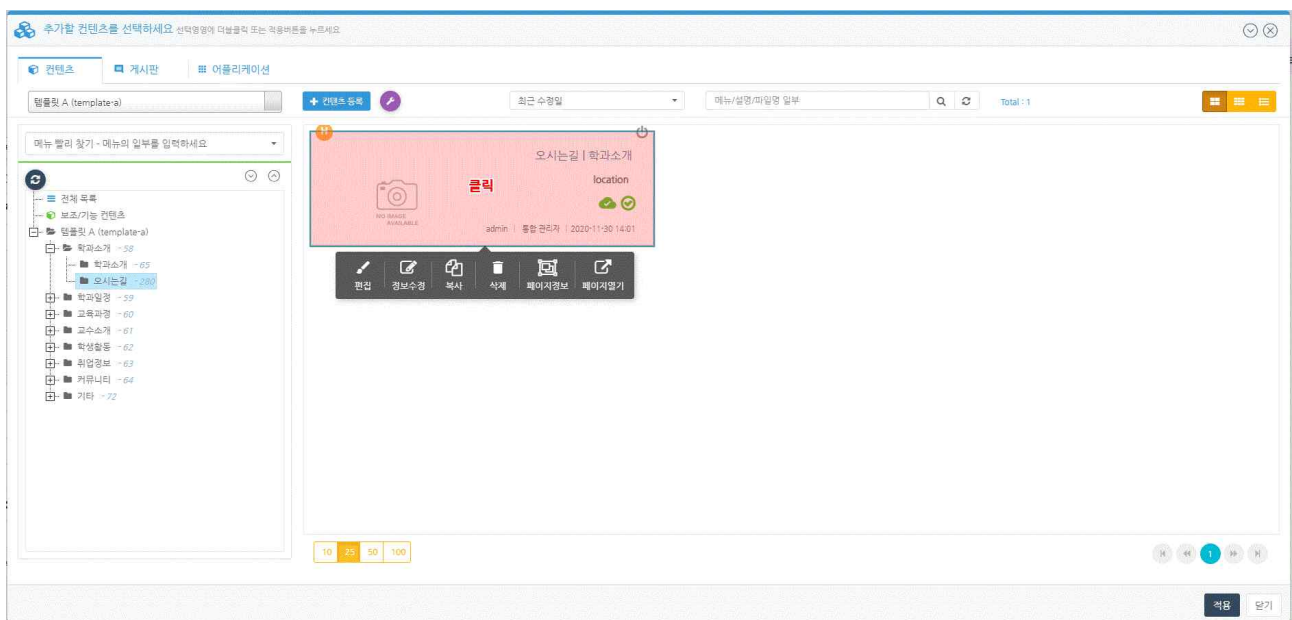 추가할 컨텐츠를 선택하세요 선택영영에 더블클릭 또는 적용버튼을 누르세요
컨텐츠 게시판 어플리케이션
템플릿 A (template-a)
컨텐츠 등록
최근 수정일
메뉴/설명/파일명 일부
Total : 1
메뉴 빨리 찾기 - 메뉴의 일부를 입력하세요
전체 목록
보조/기능 컨텐츠
템플릿 A (template-a)
학과소개 -58
학과소개 -65
오시는길 -280
학과일정 -59
교육과정 -60
교수소개 -61
학생활동 -62
취업정보 -63
커뮤니티 -64
기타 -72
오시는길 | 학과소개
클릭
location
NO IMAGE
AVAILABLE
admin | 통합 관리자 | 2020-11-30 14:01
편집 정보수정 복사 삭제 페이지정보 페이지열기
10 25 50 100
1
적용 닫기